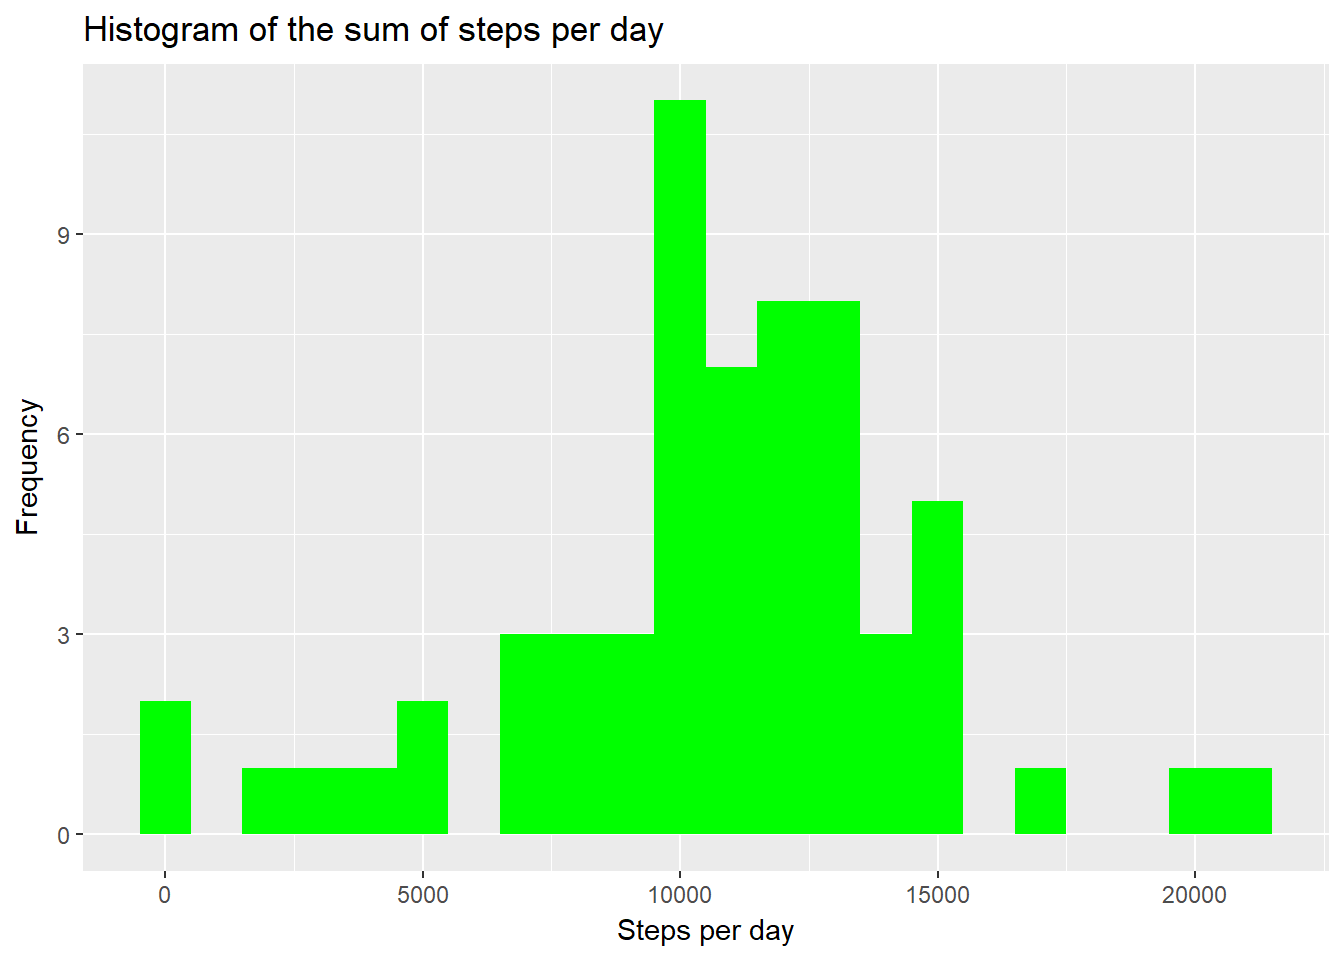 Histogram of the sum of steps per day
9
6
3
0
Frequency
0 5000 10000 15000 20000
Steps per day